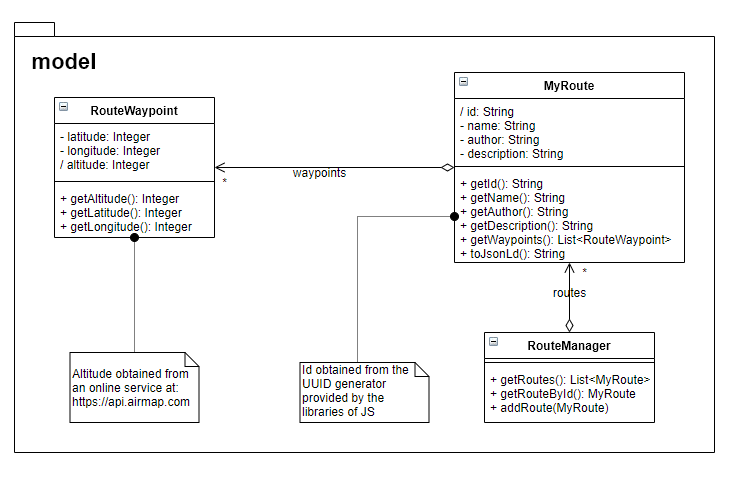 model
RouteWaypoint
- latitude: Integer
- longitude: Integer
/ altitude: Integer
+ getAltitude(): Integer
+ getLatitude(): Integer
+ getLongitude(): Integer
waypoints
*
MyRoute
/ id: String
- name: String
- author: String
- description: String
+ getId(): String
+ getName(): String
+ getAuthor(): String
+ getDescription(): String
+ getWaypoints(): List<RouteWaypoint>
+ toJsonLd(): String
*
routes
RouteManager
+ getRoutes(): List<MyRoute>
+ getRouteById(): MyRoute
+ addRoute(MyRoute)
Altitude obtained from
an online service at:
https://api.airmap.com
Id obtained from the
UUID generator
provided by the
libraries of JS